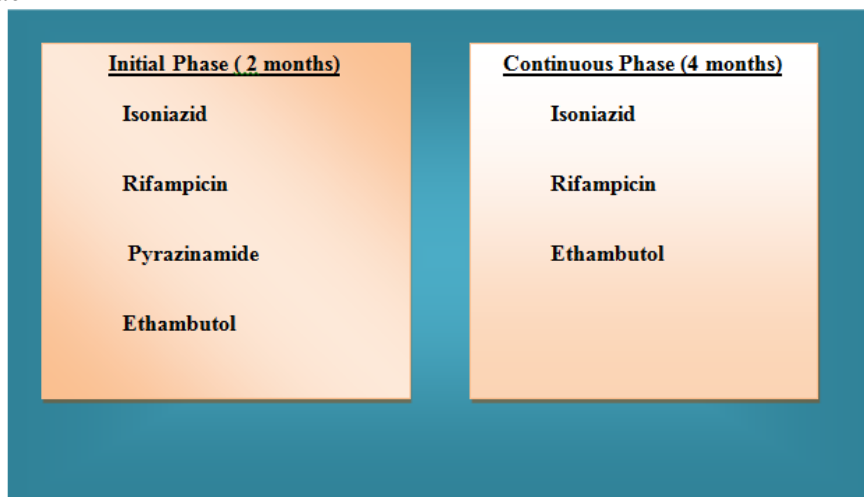 Initial Phase ( 2 months)
Isoniazid
Rifampicin
Pyrazinamide
Ethambutol
Continuous Phase (4 months)
Isoniazid
Rifampicin
Ethambutol